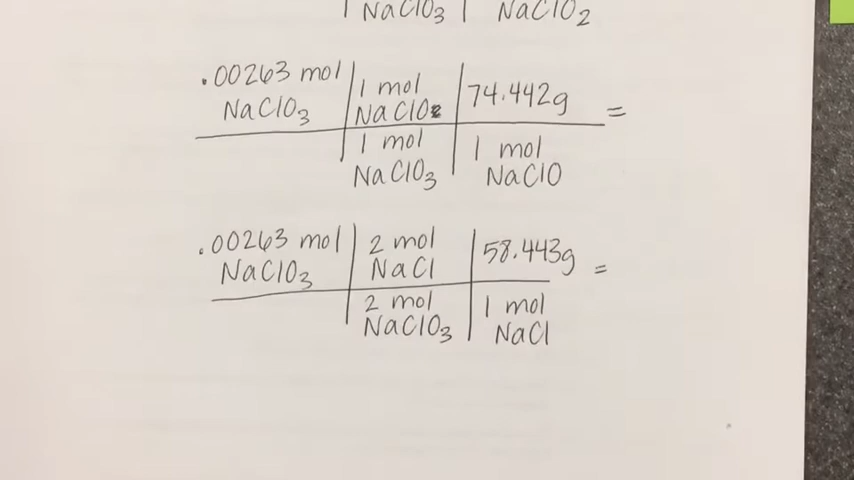 NaClO₃ NaClO₂
.00263 mol
NaClO₃
1 mol
NaClO
74.442g
=
1 mol
NaClO₃
1 mol
NaClO
.00263 mol
NaClO₃
2 mol
NaCl
58.443g
=
2 mol
NaClO₃
1 mol
NaCl